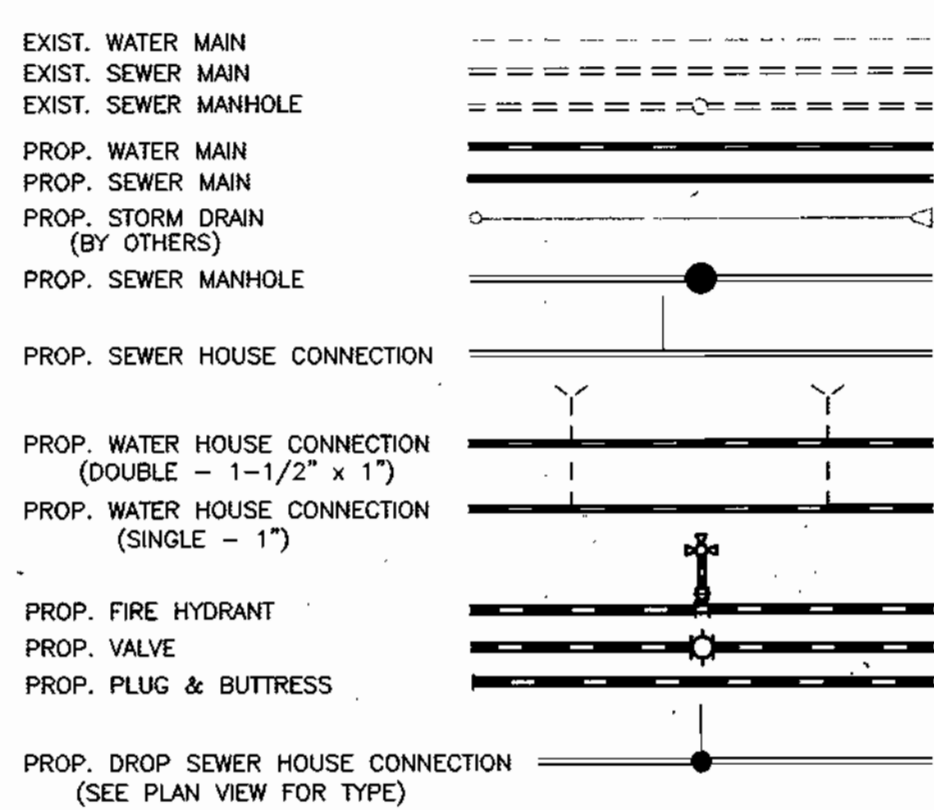 EXIST. WATER MAIN
EXIST. SEWER MAIN
EXIST. SEWER MANHOLE
PROP. WATER MAIN
PROP. SEWER MAIN
PROP. STORM DRAIN
(BY OTHERS)
PROP. SEWER MANHOLE
PROP. SEWER HOUSE CONNECTION
PROP. WATER HOUSE CONNECTION
(DOUBLE – 1-1/2" x 1")
PROP. WATER HOUSE CONNECTION
(SINGLE – 1")
PROP. FIRE HYDRANT
PROP. VALVE
PROP. PLUG & BUTTRESS
PROP. DROP SEWER HOUSE CONNECTION
(SEE PLAN VIEW FOR TYPE)